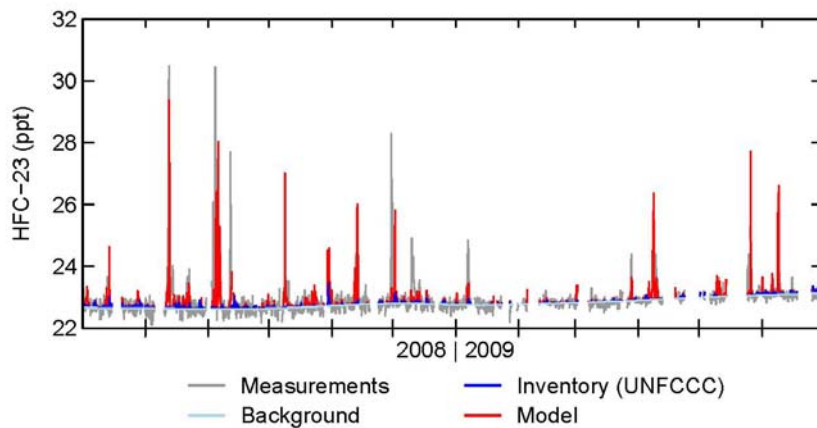 32
30
28
26
24
22
HFC−23 (ppt)
2008 | 2009
Measurements
Inventory (UNFCCC)
Background
Model